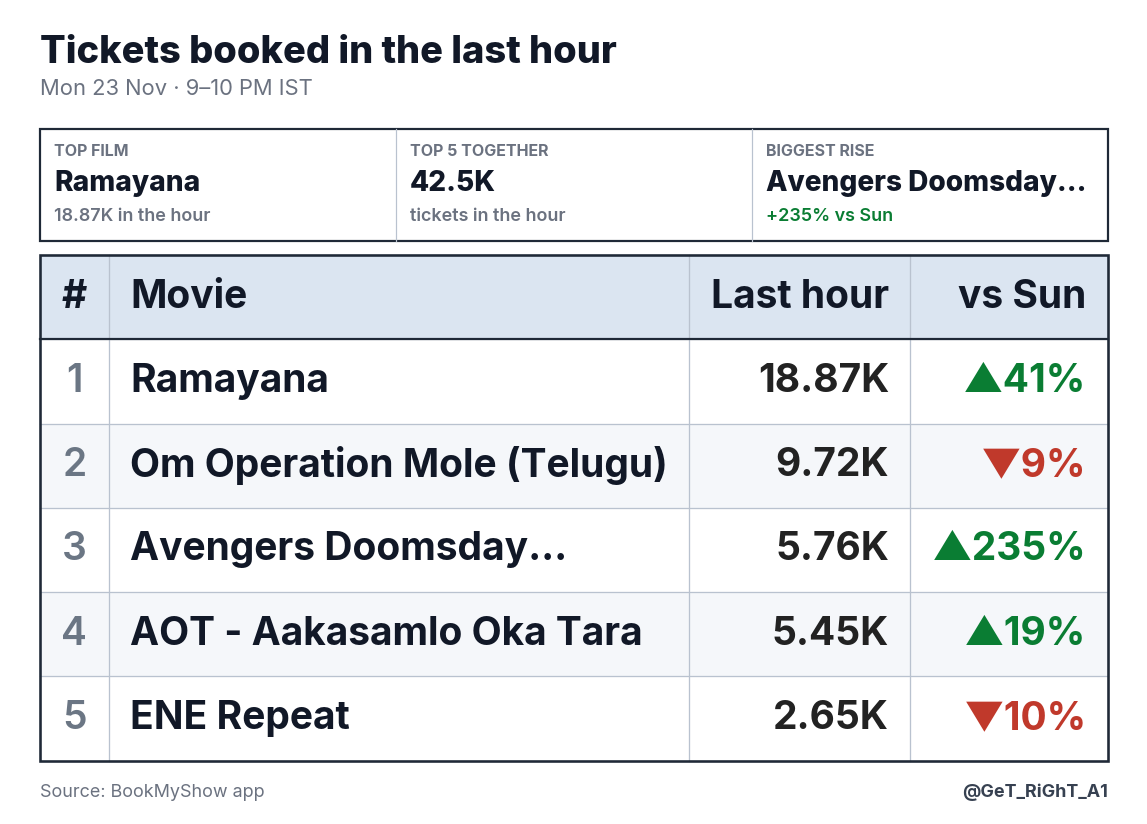 Tickets booked in the last hour
Mon 23 Nov · 9–10 PM IST
TOP FILM
Ramayana
18.87K in the hour
TOP 5 TOGETHER
42.5K
tickets in the hour
BIGGEST RISE
Avengers Doomsday…
+235% vs Sun
# Movie Last hour vs Sun
1 Ramayana 18.87K ▲41%
2 Om Operation Mole (Telugu) 9.72K ▼9%
3 Avengers Doomsday… 5.76K ▲235%
4 AOT - Aakasamlo Oka Tara 5.45K ▲19%
5 ENE Repeat 2.65K ▼10%
Source: BookMyShow app
@GeT_RiGhT_A1